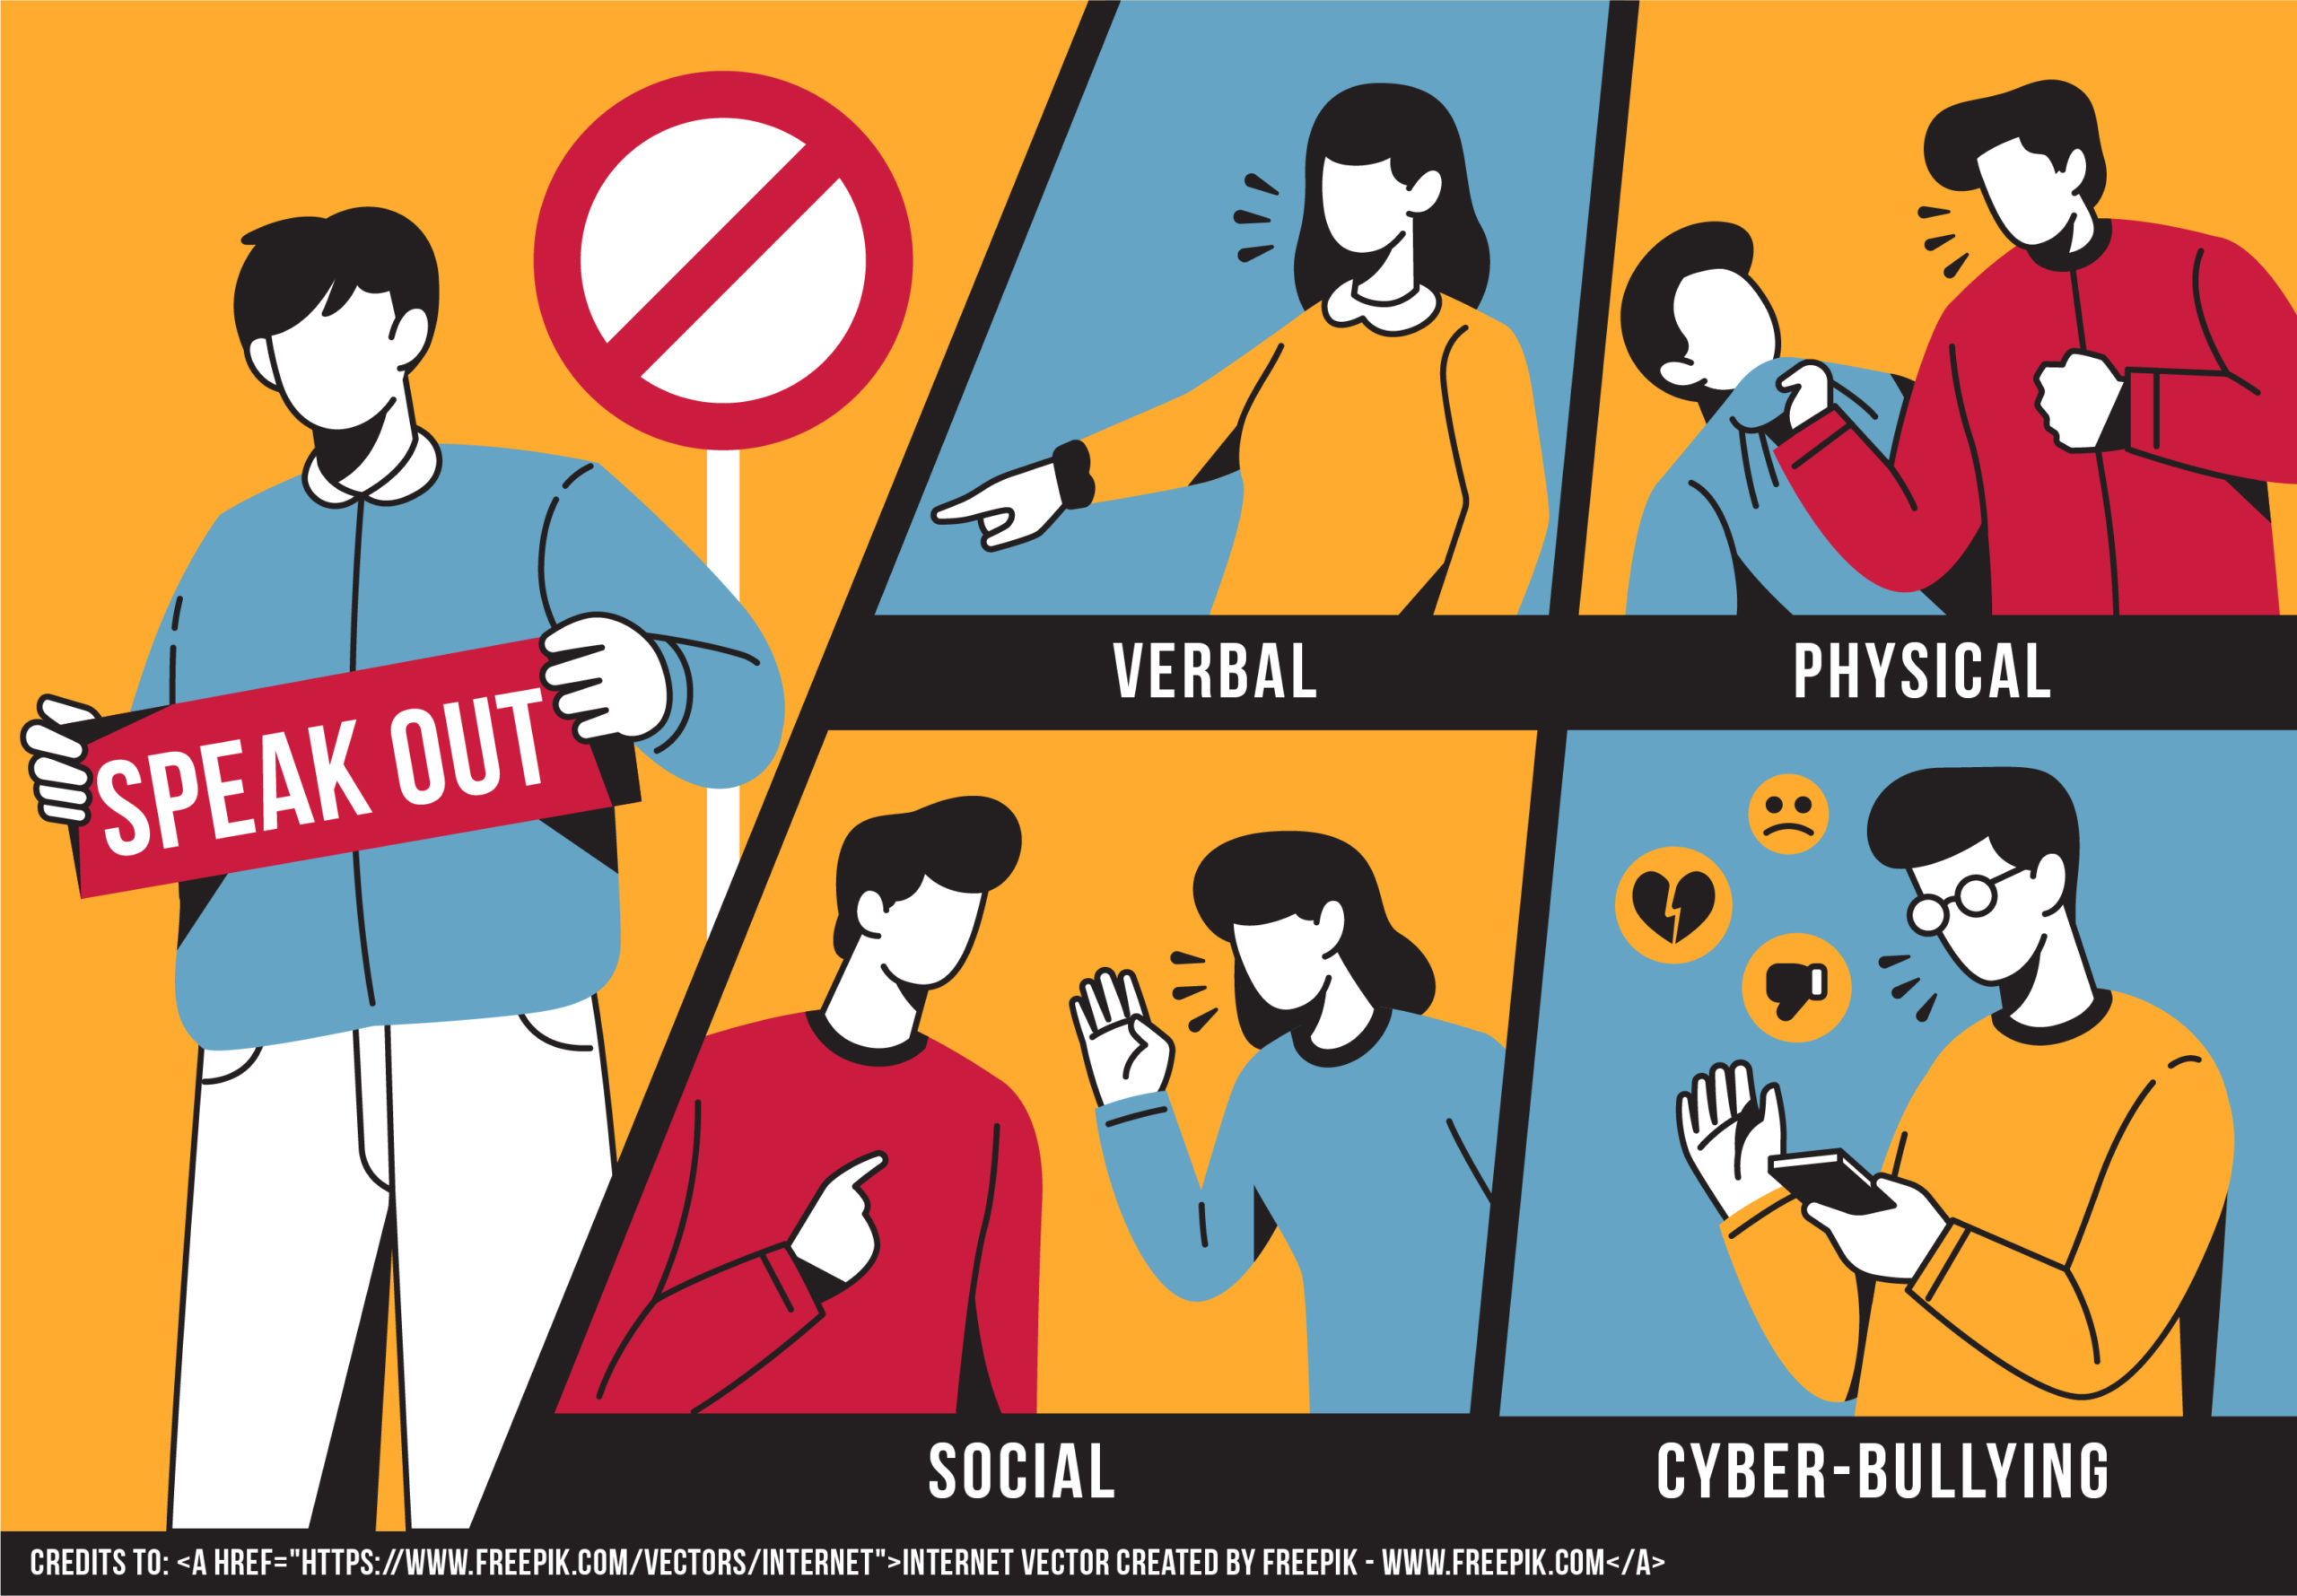 SPEAK OUT
VERBAL
PHYSICAL
SOCIAL
CYBER-BULLYING
CREDITS TO: <A HREF="HTTPS://WWW.FREEPIK.COM/VECTORS/INTERNET">INTERNET VECTOR CREATED BY FREEPIK - WWW.FREEPIK.COM</A>